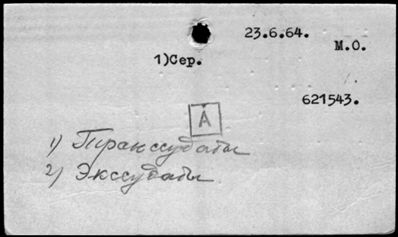 23.6.64.
М.О.
1)Сер.
621543.
А
1) Транссудаты
2) Экссудаты